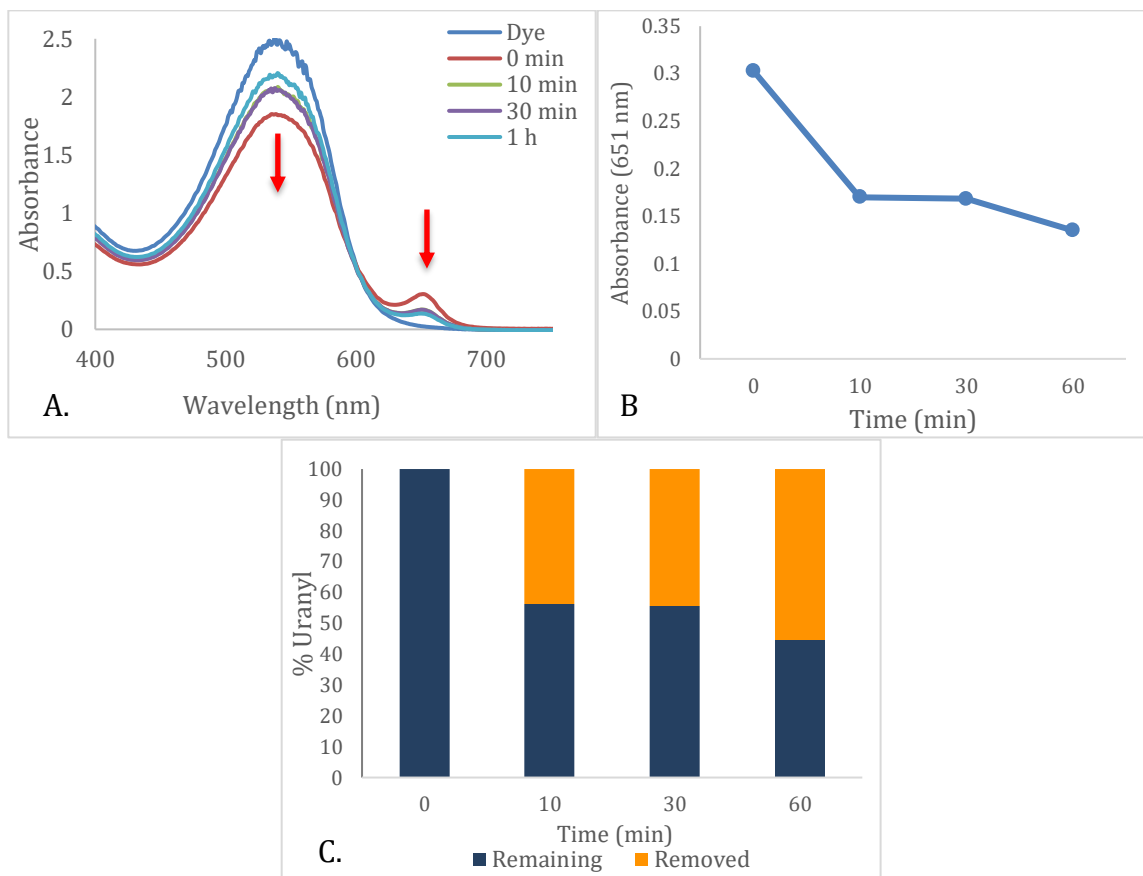 2.5
2
1.5
1
0.5
0
Absorbance
400 500 600 700
Wavelength (nm)
A.
Dye
0 min
10 min
30 min
1 h
0.35
0.3
0.25
0.2
0.15
0.1
0.05
0
Absorbance (651 nm)
0 10 30 60
Time (min)
B
100
90
80
70
60
50
40
30
20
10
0
% Uranyl
0 10 30 60
Time (min)
C.
Remaining Removed